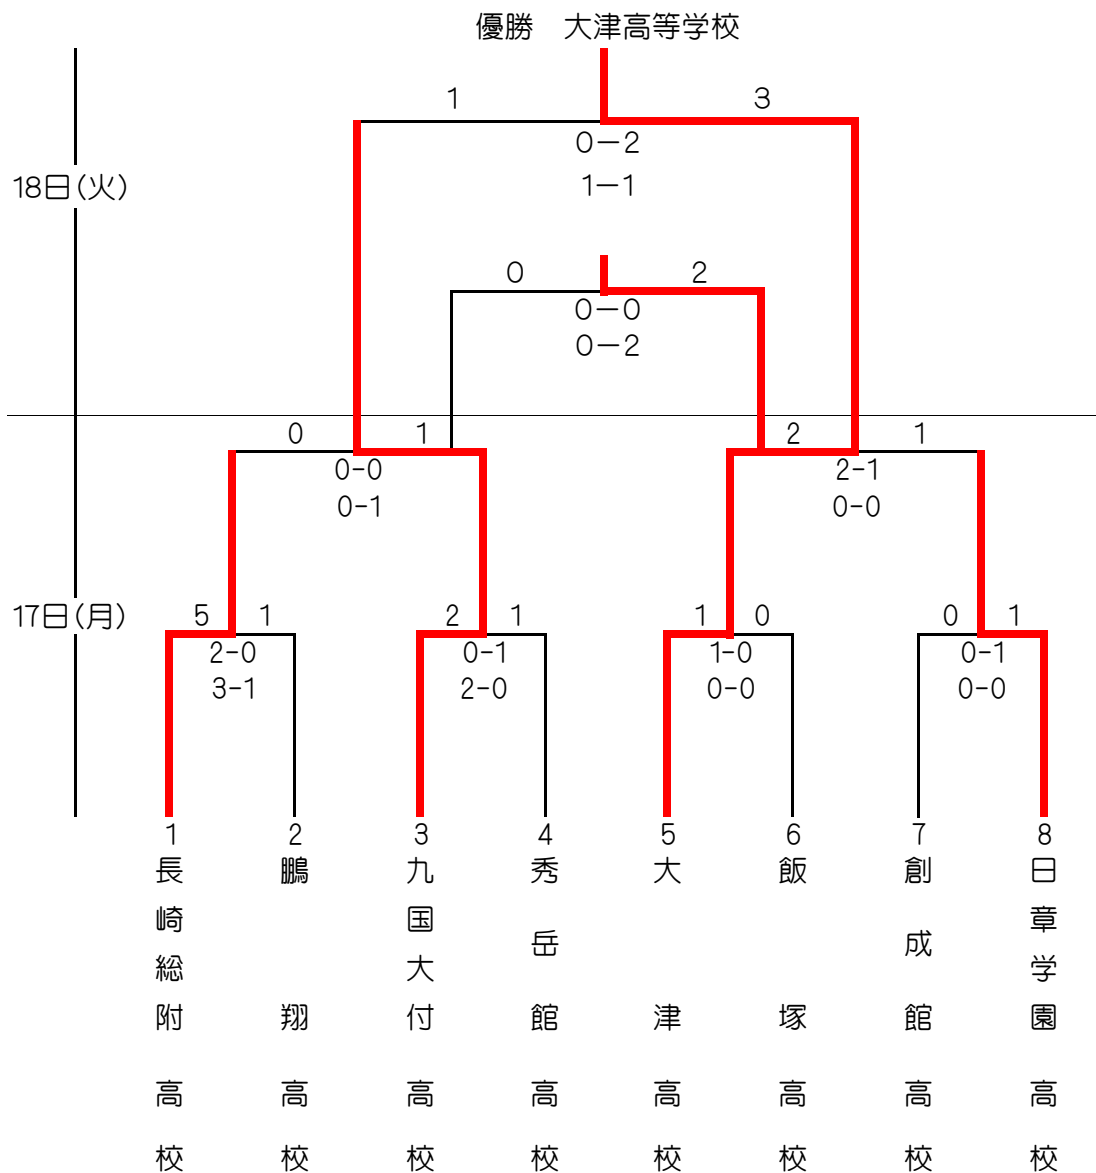 優勝　大津高等学校
1 3
0－2
18日(火)
1－1
0 2
0－0
0－2
0 1 2 1
0-0 2-1
0-1 0-0
17日(月) 5 1 2 1 1 0 0 1
2-0 0-1 1-0 0-1
3-1 2-0 0-0 0-0
1 2 3 4 5 6 7 8
長崎総附高校
鵬翔高校
九国大付高校
秀岳館高校
大津高校
飯塚高校
創成館高校
日章学園高校